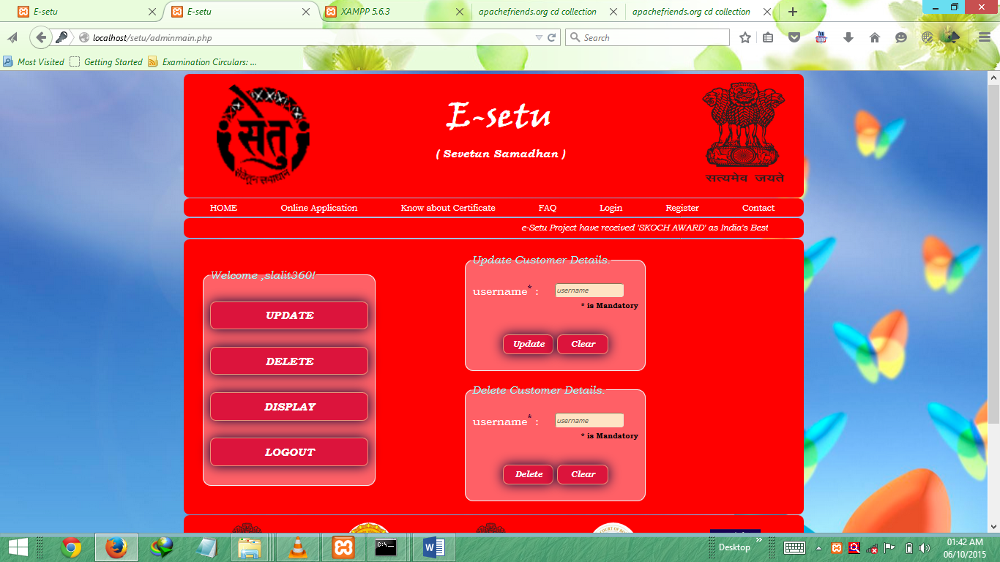 E-setu
E-setu
XAMPP 5.6.3
apachefriends.org cd collection
apachefriends.org cd collection
localhost/setu/adminmain.php
Search
Most Visited
Getting Started
Examination Circulars: ...
सेतु
सेवेतून समाधान
E-setu
( Sevetun Samadhan )
सत्यमेव जयते
HOME
Online Application
Know about Certificate
FAQ
Login
Register
Contact
e-Setu Project have received 'SKOCH AWARD' as India's Best
Welcome ,slalit360!
UPDATE
DELETE
DISPLAY
LOGOUT
Update Customer Details.
username* :
username
* is Mandatory
Update
Clear
Delete Customer Details.
username* :
username
* is Mandatory
Delete
Clear
Desktop
01:42 AM
06/10/2015